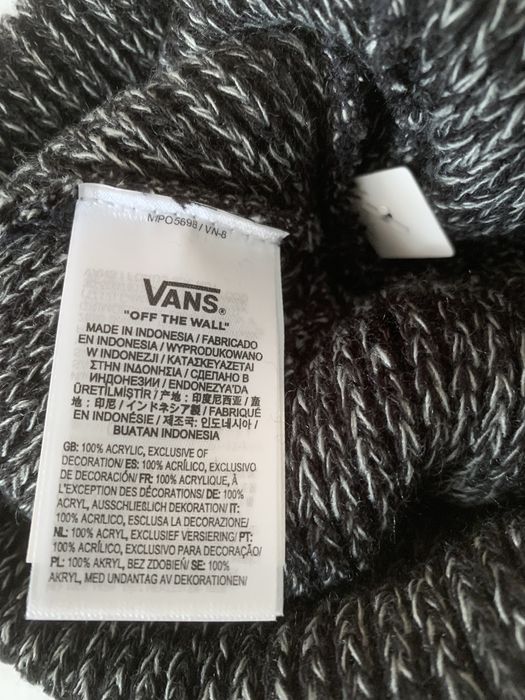 MPO5698 / VN-8
VANS®
"OFF THE WALL"
MADE IN INDONESIA / FABRICADO
EN INDONESIA / WYPRODUKOWANO
W INDONEZJI / ΚΑΤΑΣΚΕΥΑΖΕΤΑΙ
ΣΤΗΝ ΙΝΔΟΝΗΣΙΑ / СДЕЛАНО В
ИНДОНЕЗИИ / ENDONEZYA'DA
ÜRETİLMİŞTİR / 产地：印度尼西亚 / 產
地：印尼 / インドネシア製 / FABRIQUÉ
EN INDONÉSIE / 제조국: 인도네시아 /
BUATAN INDONESIA
GB: 100% ACRYLIC, EXCLUSIVE OF
DECORATION/ ES: 100% ACRÍLICO, EXCLUSIVO
DE DECORACIÓN/ FR: 100% ACRYLIQUE, À
L'EXCEPTION DES DÉCORATIONS/ DE: 100%
ACRYL, AUSSCHLIEßLICH DEKORATION/ IT:
100% ACRILICO, ESCLUSA LA DECORAZIONE/
NL: 100% ACRYL, EXCLUSIEF VERSIERING/ PT:
100% ACRÍLICO, EXCLUSIVO PARA DECORAÇÃO/
PL: 100% AKRYL, BEZ ZDOBIEŃ/ SE: 100%
AKRYL, MED UNDANTAG AV DEKORATIONER/